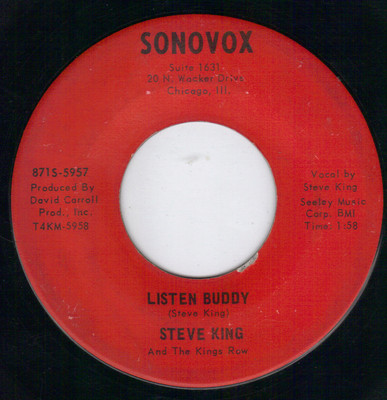 SONOVOX
Suite 1631
20 N. Wacker Drive
Chicago, Ill.
871S-5957
Produced By
David Carroll
Prod. Inc.
T4KM-5958
Vocal by
Steve King
Seeley Music
Corp. BMI
Time: 1:58
LISTEN BUDDY
(Steve King)
STEVE KING
And The Kings Row